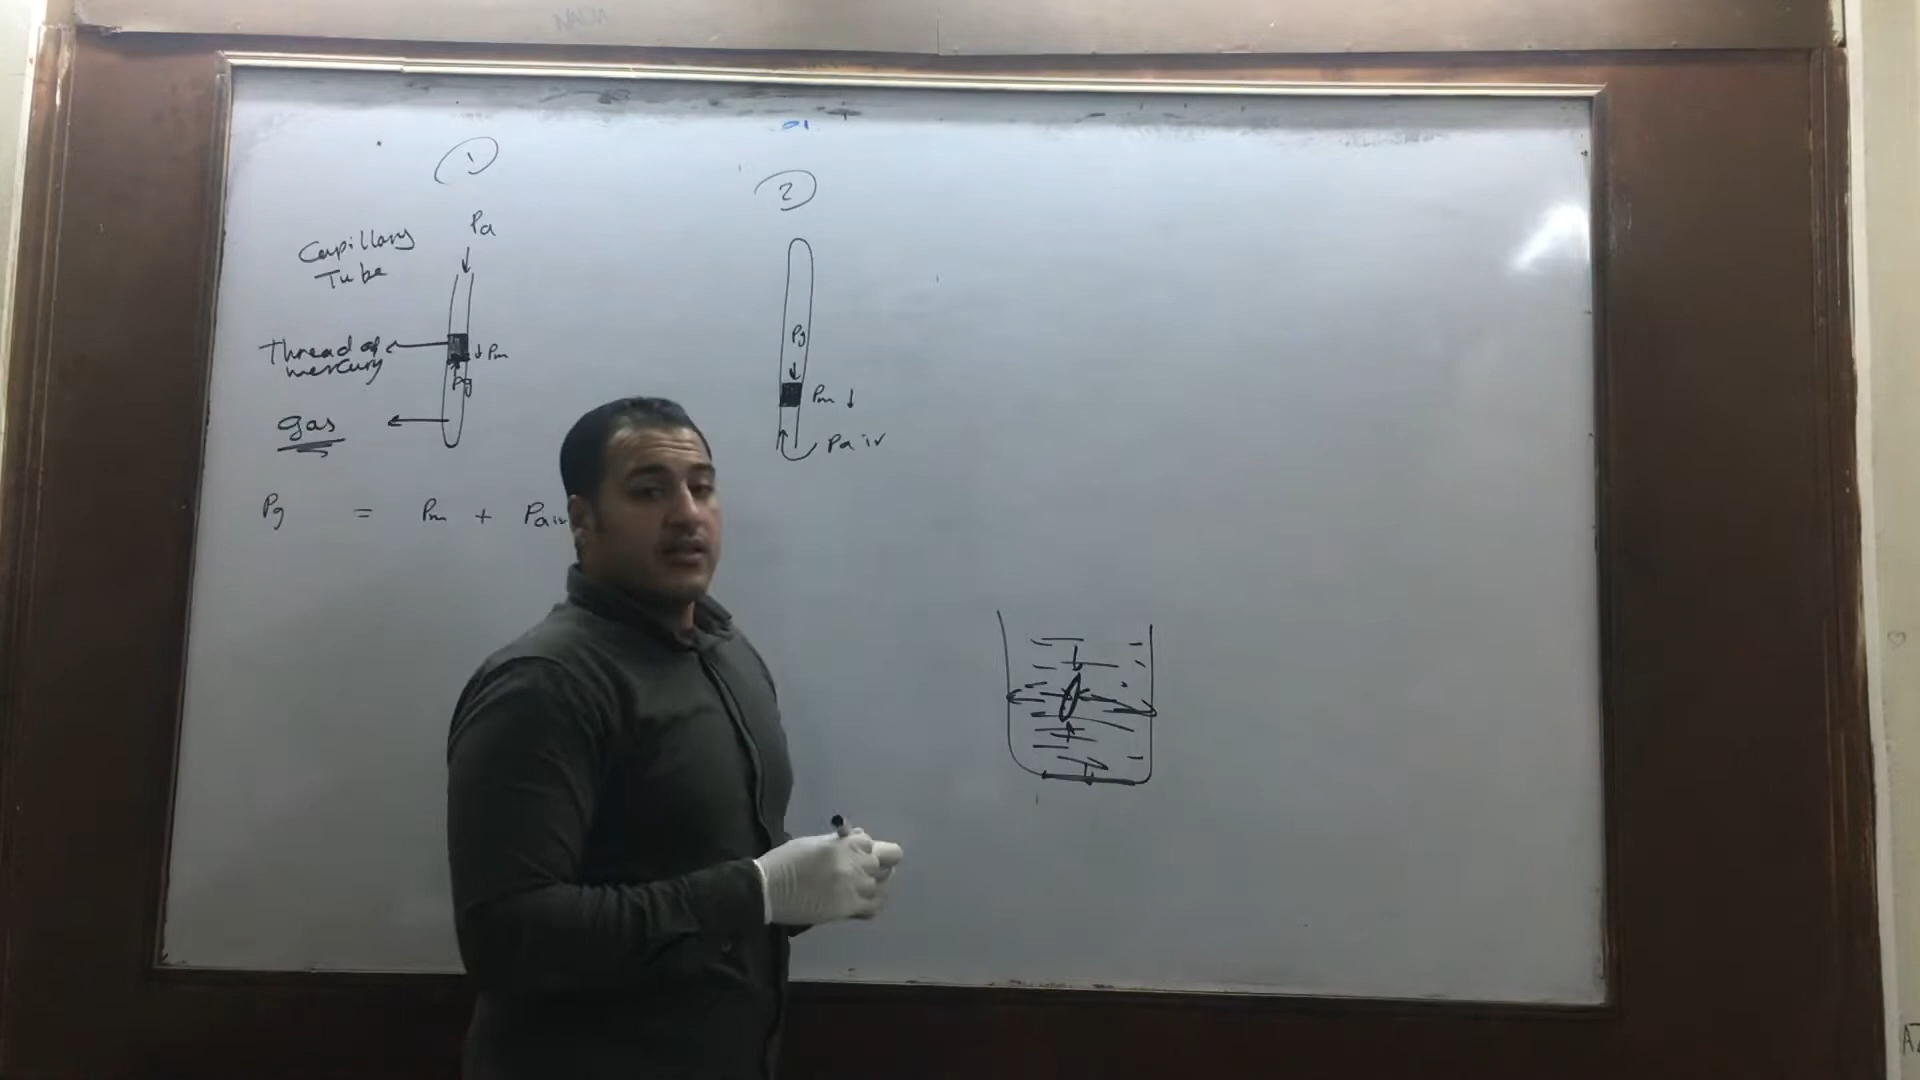 1
2
Pa
Capillary
Tube
Thread of
mercury
Pm
Pg
gas
Pg = Pm + Pair
Pg
Pm
Pair